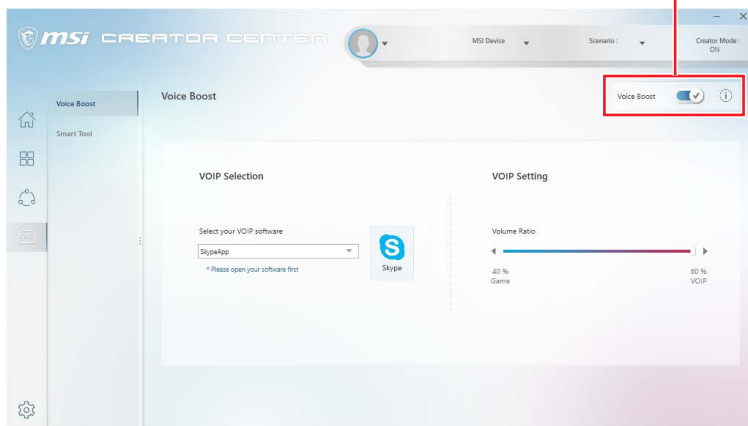 msi CREATOR CENTER
MSI Device
Scenario :
Creator Mode :
ON
Voice Boost
Smart Tool
Voice Boost
Voice Boost
VOIP Selection
VOIP Setting
Select your VOIP software
SkypeApp
* Please open your software first
Skype
Volume Ratio
40 %
Game
60 %
VOIP